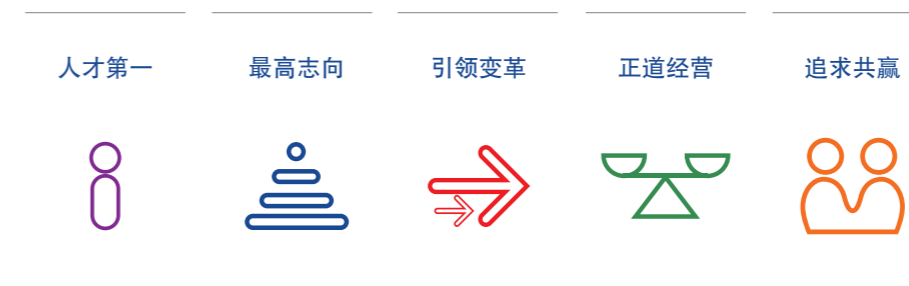 人才第一
最高志向
引领变革
正道经营
追求共赢